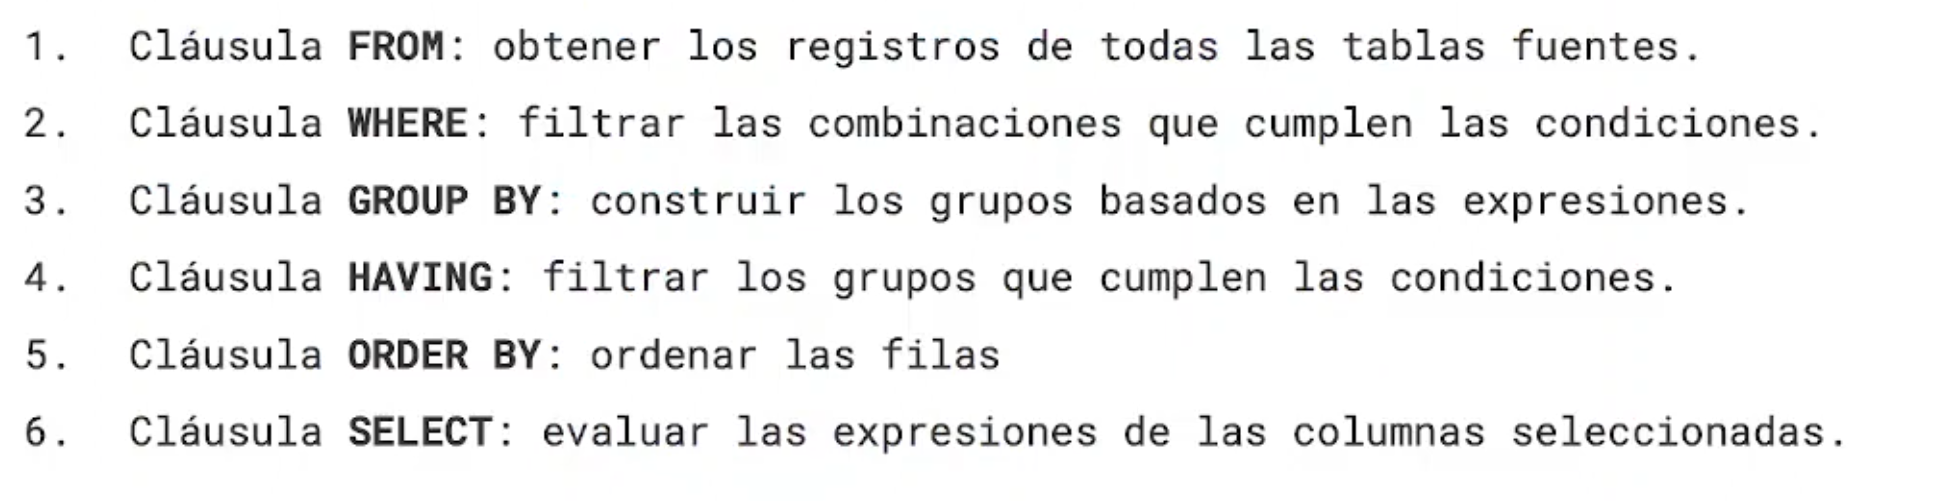 1. Cláusula FROM: obtener los registros de todas las tablas fuentes.
2. Cláusula WHERE: filtrar las combinaciones que cumplen las condiciones.
3. Cláusula GROUP BY: construir los grupos basados en las expresiones.
4. Cláusula HAVING: filtrar los grupos que cumplen las condiciones.
5. Cláusula ORDER BY: ordenar las filas
6. Cláusula SELECT: evaluar las expresiones de las columnas seleccionadas.